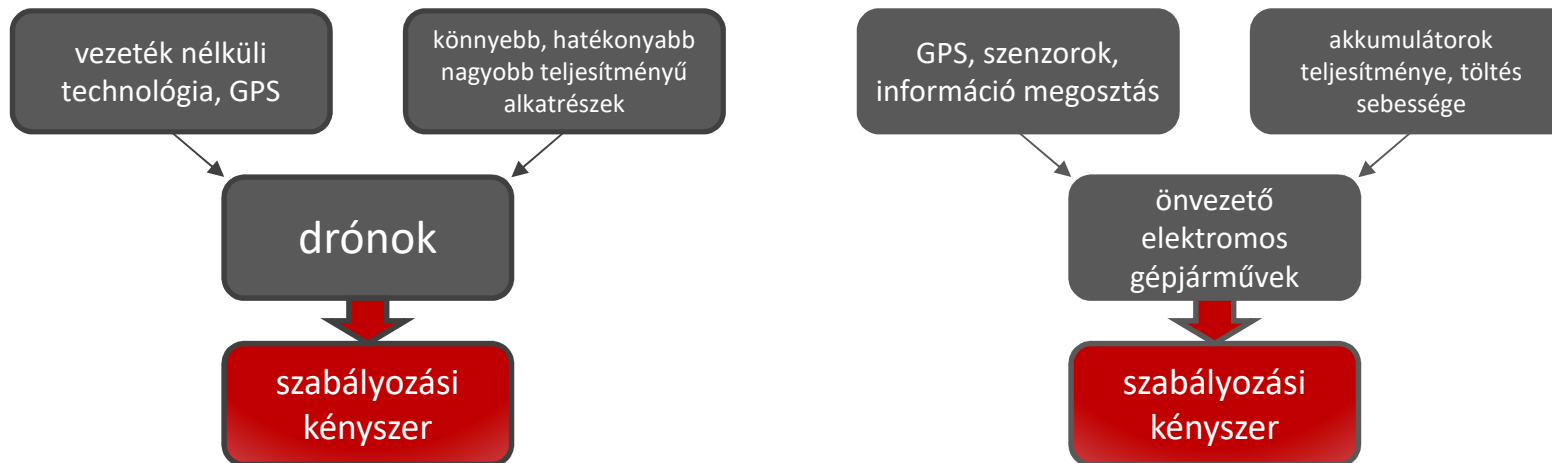 vezeték nélküli
technológia, GPS
könnyebb, hatékonyabb
nagyobb teljesítményű
alkatrészek
drónok
szabályozási
kényszer
GPS, szenzorok,
információ megosztás
akkumulátorok
teljesítménye, töltés
sebessége
önvezető
elektromos
gépjárművek
szabályozási
kényszer